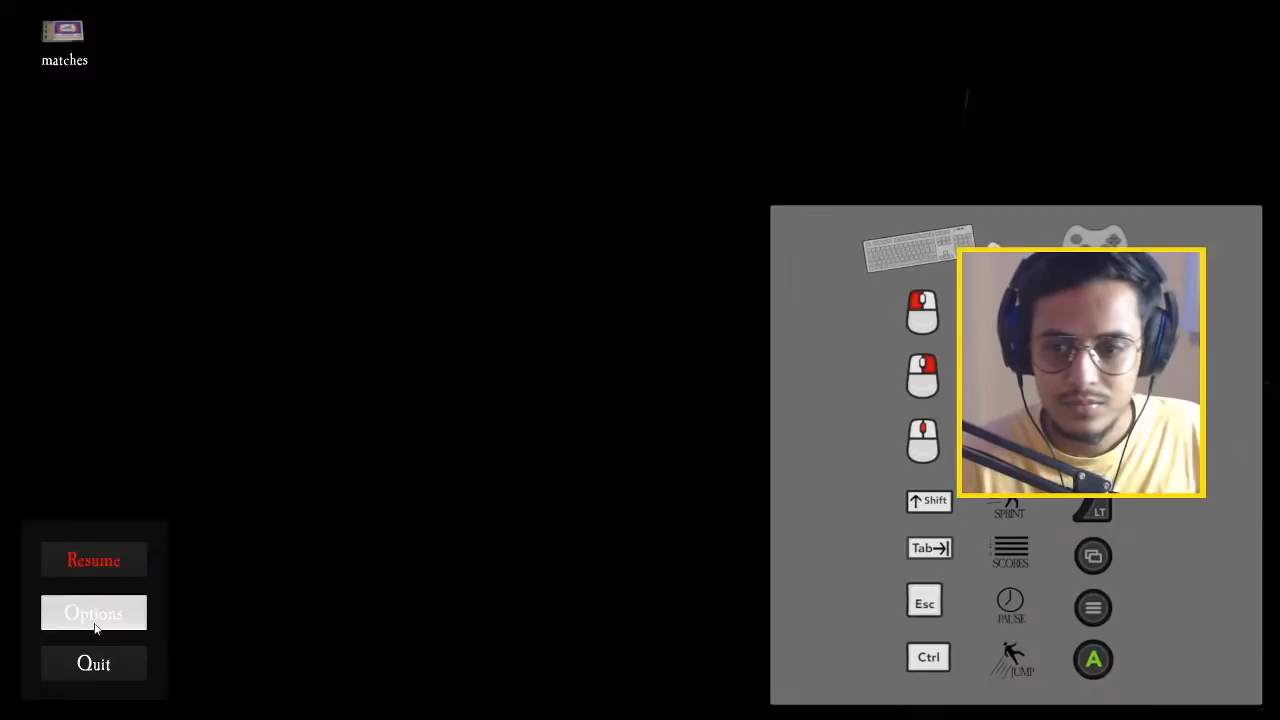 matches
Shift
SPRINT
LT
Tab
SCORES
Esc
PAUSE
Ctrl
JUMP
A
Resume
Options
Quit